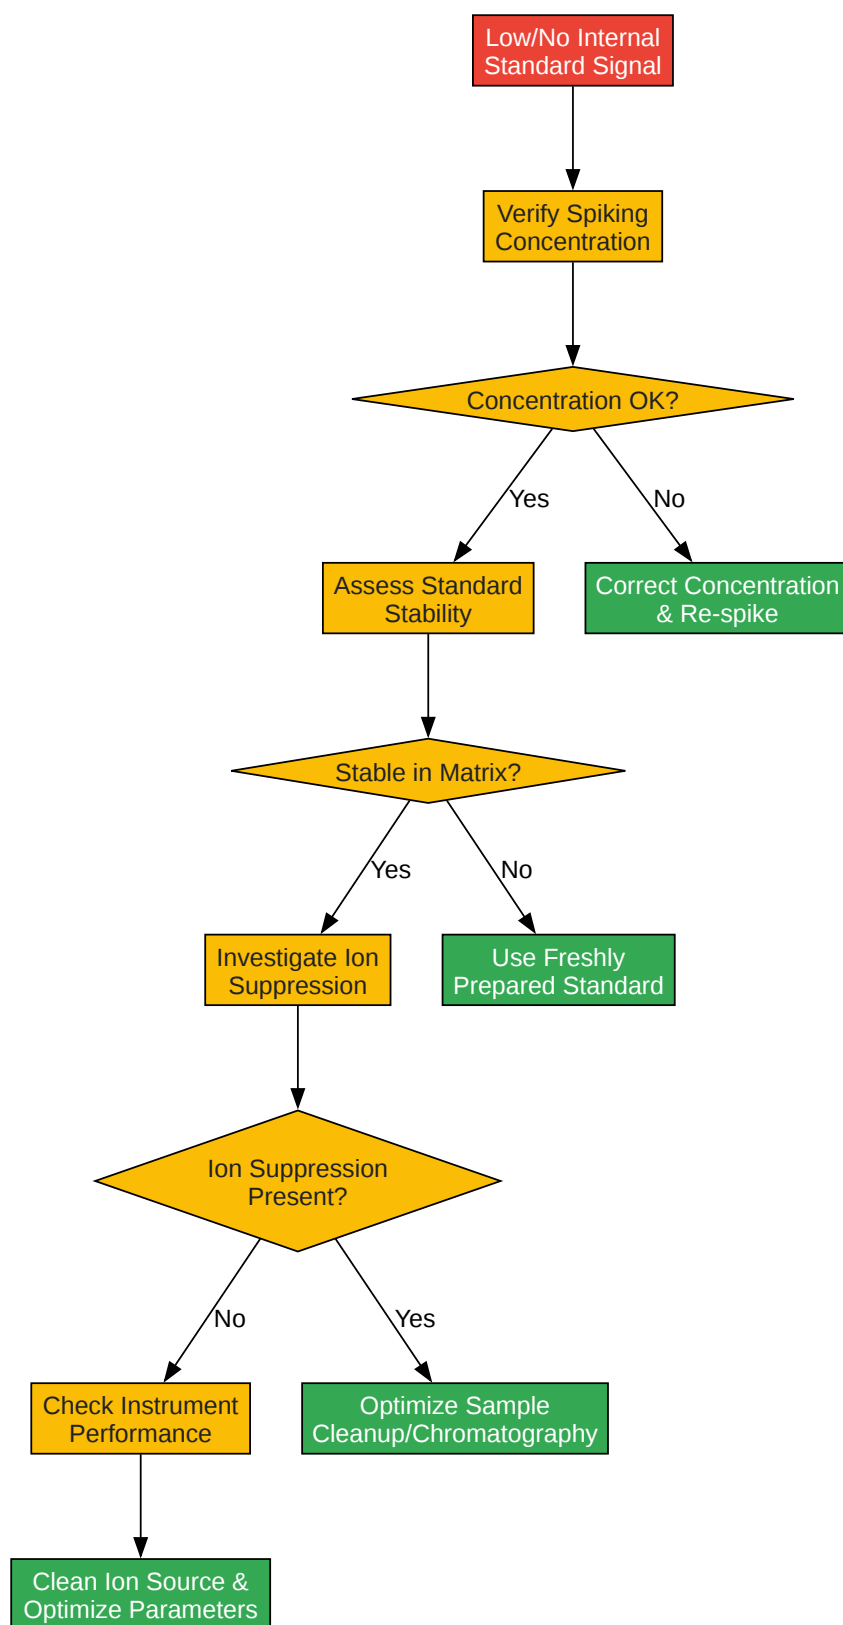 Low/No Internal
Standard Signal
Verify Spiking
Concentration
Concentration OK?
Yes
No
Assess Standard
Stability
Correct Concentration
& Re-spike
Stable in Matrix?
Yes
No
Investigate Ion
Suppression
Use Freshly
Prepared Standard
Ion Suppression
Present?
No
Yes
Check Instrument
Performance
Optimize Sample
Cleanup/Chromatography
Clean Ion Source &
Optimize Parameters